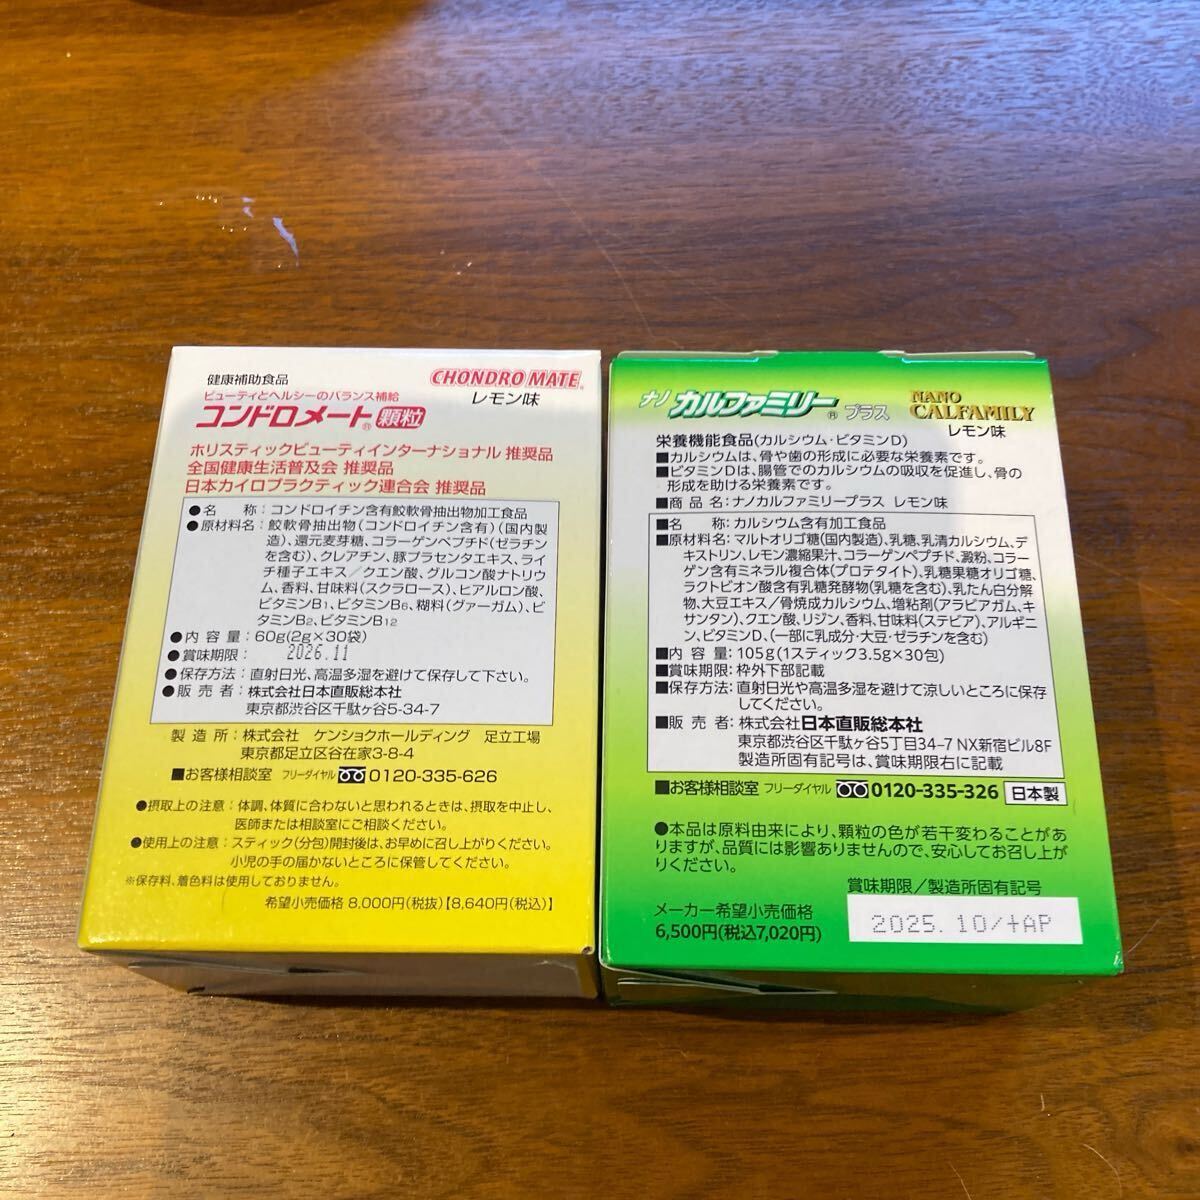 健康補助食品
CHONDRO MATE®
ビューティとヘルシーのバランス補給
レモン味
コンドロメート®顆粒
ホリスティックビューティインターナショナル 推奨品
全国健康生活普及会 推奨品
日本カイロプラクティック連合会 推奨品
●名　　称：コンドロイチン含有鮫軟骨抽出物加工食品
●原材料名：鮫軟骨抽出物(コンドロイチン含有)(国内製
造)、還元麦芽糖、コラーゲンペプチド(ゼラチン
を含む)、クレアチン、豚プラセンタエキス、ライ
チ種子エキス／クエン酸、グルコン酸ナトリウ
ム、香料、甘味料(スクラロース)、ヒアルロン酸、
ビタミンB1、ビタミンB6、糊料(グァーガム)、ビ
タミンB2、ビタミンB12
●内 容 量：60g(2g×30袋)
●賞味期限： 2026.11
●保存方法：直射日光、高温多湿を避けて保存して下さい。
●販 売 者：株式会社日本直販総本社
東京都渋谷区千駄ヶ谷5-34-7
製 造 所：株式会社 ケンショクホールディング 足立工場
東京都足立区谷在家3-8-4
■お客様相談室 フリーダイヤル 0120-335-626
●摂取上の注意：体調、体質に合わないと思われるときは、摂取を中止し、
医師または相談室にご相談ください。
●使用上の注意：スティック(分包)開封後は、お早めに召し上がりください。
小児の手の届かないところに保管してください。
※保存料、着色料は使用しておりません。
希望小売価格 8,000円(税抜)【8,640円(税込)】
ナノ カルファミリー®プラス
NANO
CALFAMILY
レモン味
栄養機能食品(カルシウム・ビタミンD)
■カルシウムは、骨や歯の形成に必要な栄養素です。
■ビタミンDは、腸管でのカルシウムの吸収を促進し、骨の
形成を助ける栄養素です。
■商 品 名：ナノカルファミリープラス レモン味
■名　　称：カルシウム含有加工食品
■原材料名：マルトオリゴ糖(国内製造)、乳糖、乳清カルシウム、デ
キストリン、レモン濃縮果汁、コラーゲンペプチド、澱粉、コラー
ゲン含有ミネラル複合体(プロテタイト)、乳糖果糖オリゴ糖、
ラクトビオン酸含有乳糖発酵物(乳糖を含む)、乳たん白分解
物、大豆エキス/骨焼成カルシウム、増粘剤(アラビアガム、キ
サンタン)、クエン酸、リジン、香料、甘味料(ステビア)、アルギニ
ン、ビタミンD、(一部に乳成分・大豆・ゼラチンを含む)
■内 容 量：105g(1スティック3.5g×30包)
■賞味期限：枠外下部記載
■保存方法：直射日光や高温多湿を避けて涼しいところに保存
してください。
■販 売 者：株式会社日本直販総本社
東京都渋谷区千駄ヶ谷5丁目34-7 NX新宿ビル8F
製造所固有記号は、賞味期限右に記載
■お客様相談室 フリーダイヤル 0120-335-326 日本製
●本品は原料由来により、顆粒の色が若干変わることがあ
りますが、品質には影響ありませんので、安心してお召し上が
りください。
賞味期限／製造所固有記号
メーカー希望小売価格
6,500円(税込7,020円)
2025.10/+AP